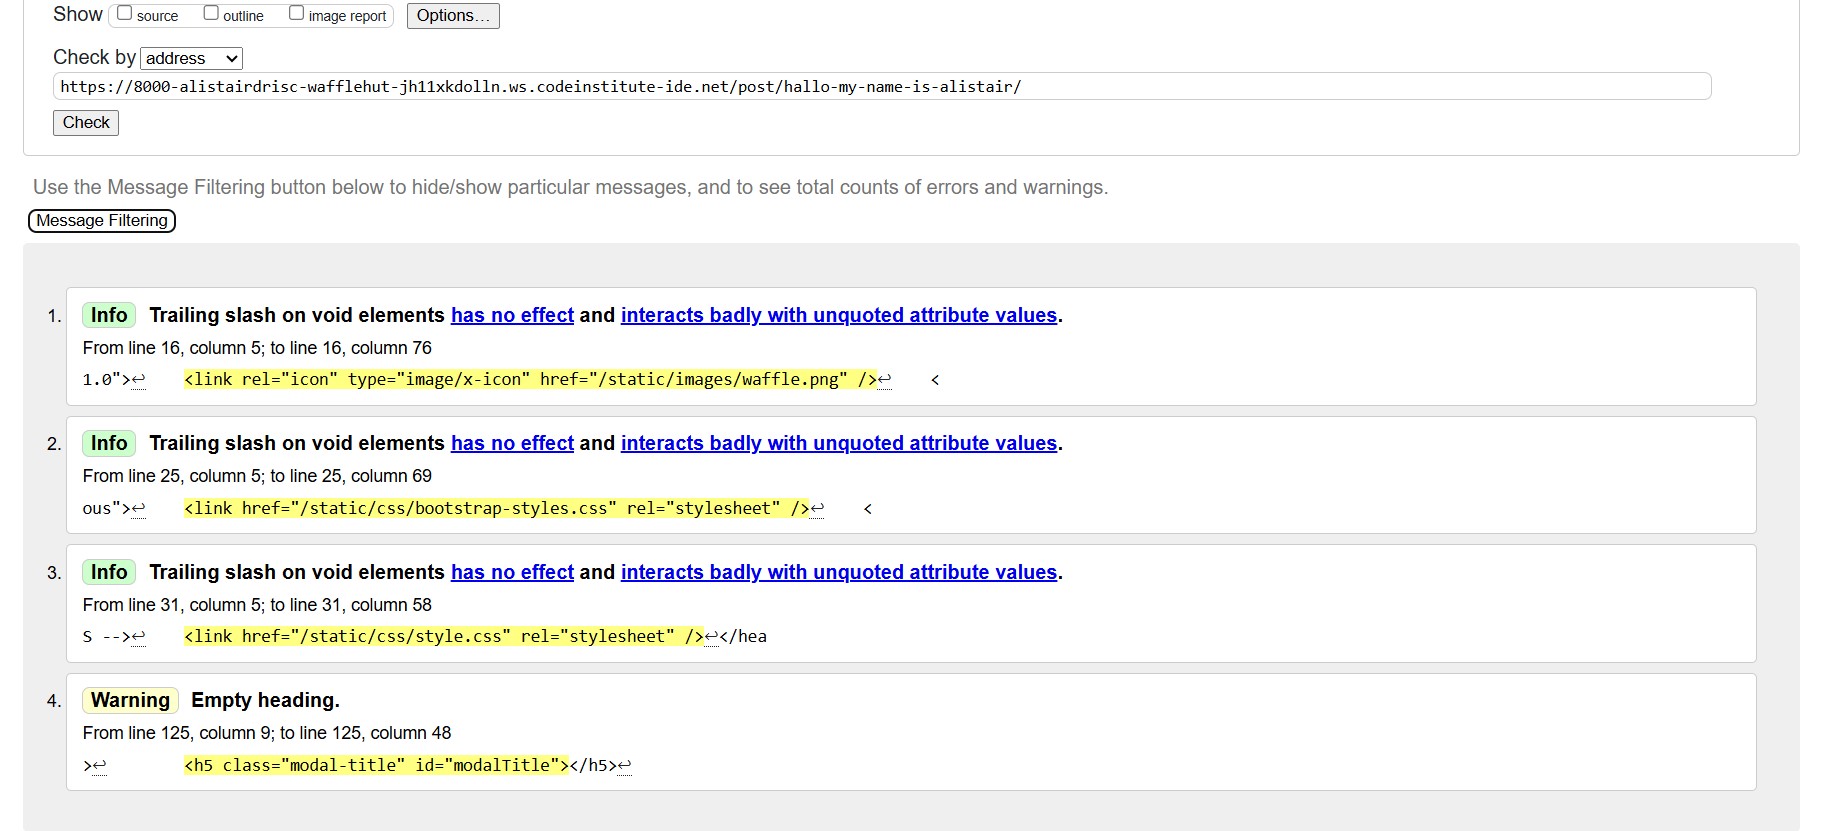 Show source outline image report Options...
Check by address
https://8000-alistairdrisc-wafflehut-jh11xkdolln.ws.codeinstitute-ide.net/post/hallo-my-name-is-alistair/
Check
Use the Message Filtering button below to hide/show particular messages, and to see total counts of errors and warnings.
Message Filtering
1. Info Trailing slash on void elements has no effect and interacts badly with unquoted attribute values.
From line 16, column 5; to line 16, column 76
1.0">↩ <link rel="icon" type="image/x-icon" href="/static/images/waffle.png" />↩ <
2. Info Trailing slash on void elements has no effect and interacts badly with unquoted attribute values.
From line 25, column 5; to line 25, column 69
ous">↩ <link href="/static/css/bootstrap-styles.css" rel="stylesheet" />↩ <
3. Info Trailing slash on void elements has no effect and interacts badly with unquoted attribute values.
From line 31, column 5; to line 31, column 58
S -->↩ <link href="/static/css/style.css" rel="stylesheet" />↩</hea
4. Warning Empty heading.
From line 125, column 9; to line 125, column 48
>↩ <h5 class="modal-title" id="modalTitle"></h5>↩